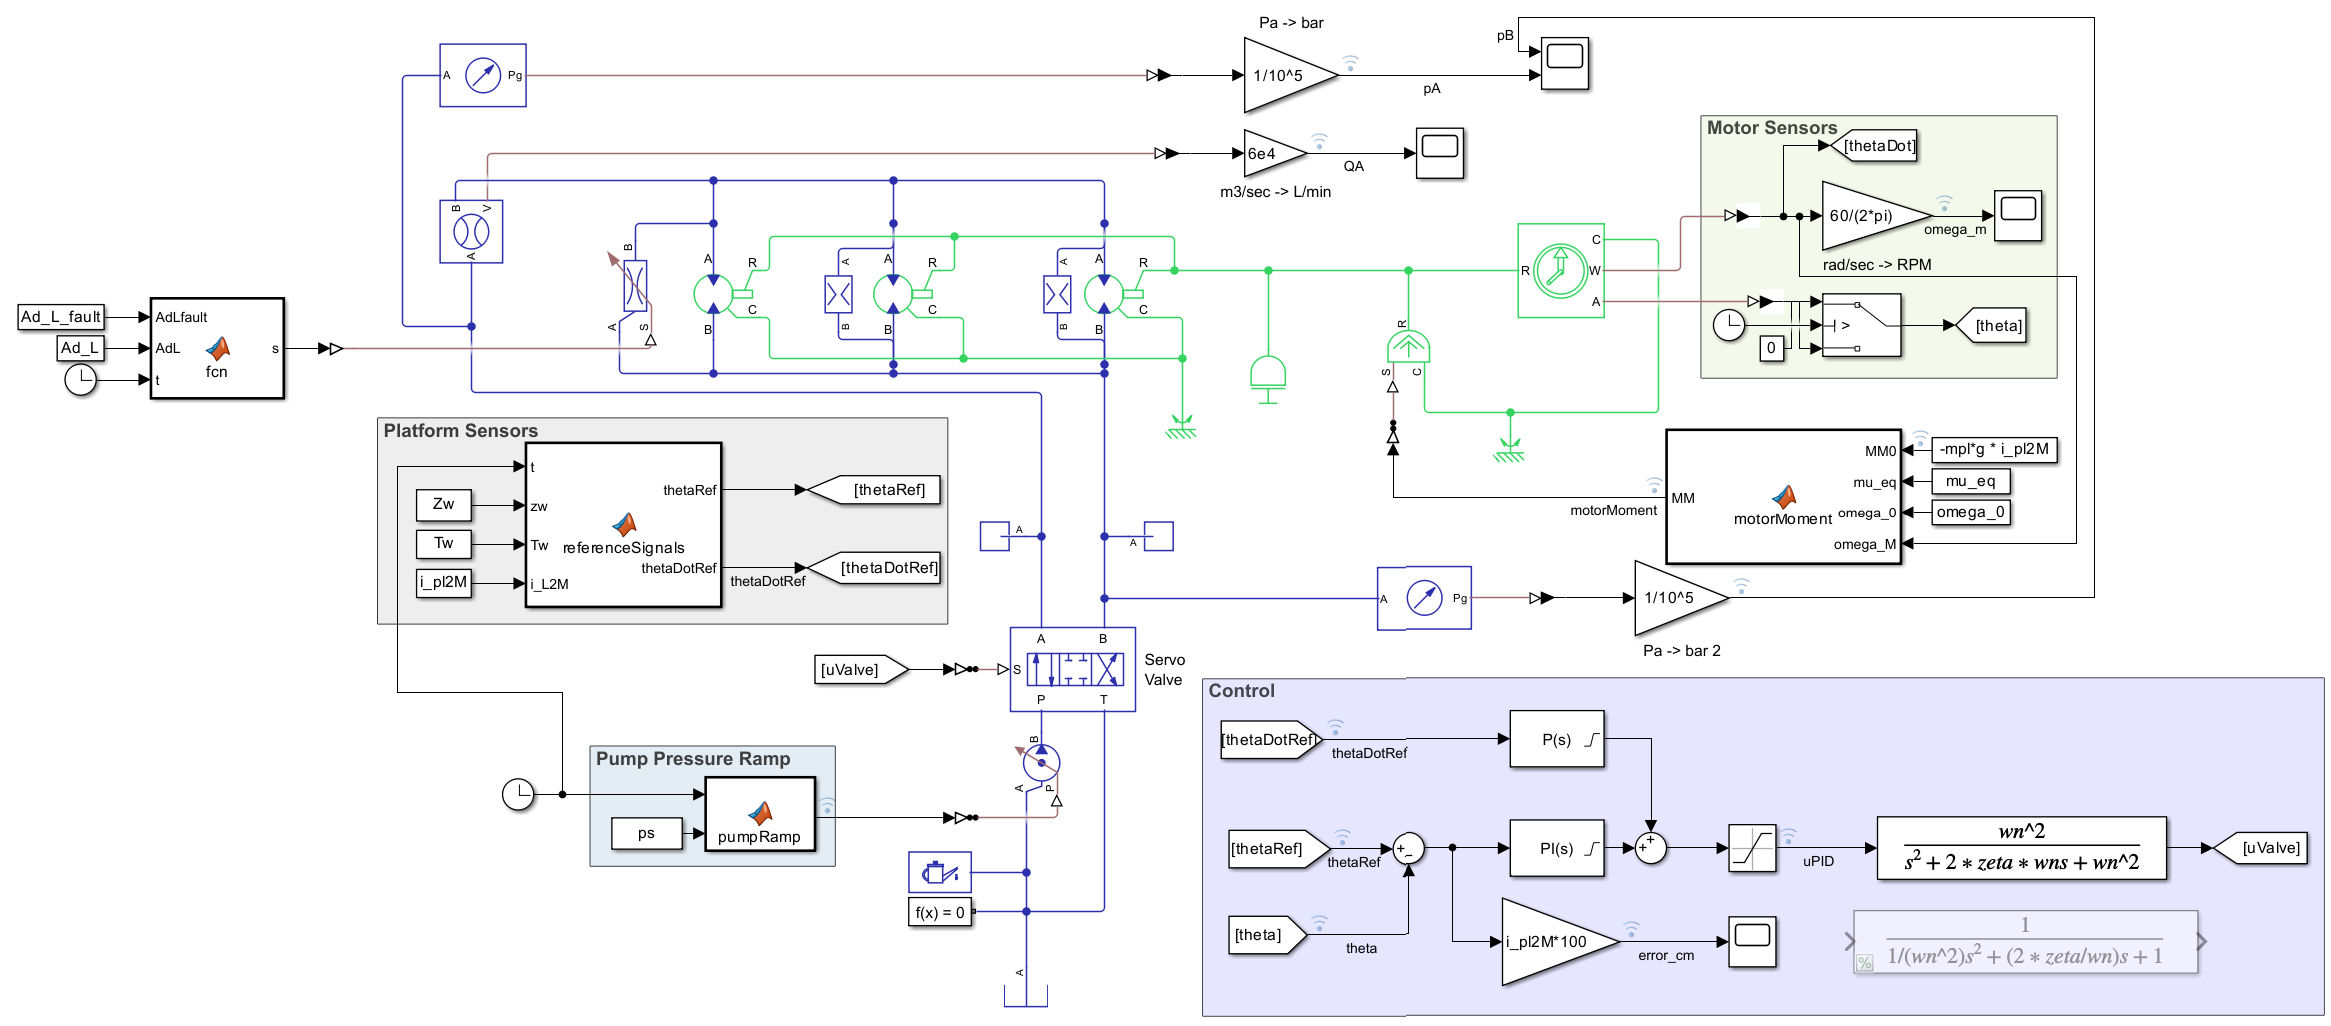 Pa -> bar
A
Pg
1/10^5
pA
pB
B
V
A
6e4
QA
m3/sec -> L/min
Motor Sensors
[thetaDot]
60/(2*pi)
omega_m
rad/sec -> RPM
0
>
[theta]
Ad_L_fault
Ad_L
AdLfault
AdL
t
fcn
s
B
A
S
A
B
R
C
A
B
A
B
R
C
A
B
A
B
R
C
R
C
W
A
R
S
C
Platform Sensors
Zw
Tw
i_pl2M
t
zw
Tw
i_L2M
referenceSignals
thetaRef
thetaDotRef
thetaDotRef
[thetaRef]
[thetaDotRef]
A
A
motorMoment
MM
motorMoment
MM0
mu_eq
omega_0
omega_M
-mpl*g * i_pl2M
mu_eq
omega_0
A
Pg
1/10^5
Pa -> bar 2
[uValve]
S
A
B
P
T
Servo
Valve
Pump Pressure Ramp
ps
pumpRamp
B
A
P
f(x) = 0
A
Control
[thetaDotRef]
thetaDotRef
P(s)
[thetaRef]
thetaRef
+
−
PI(s)
+
+
uPID
wn^2
s² + 2 * zeta * wns + wn^2
[uValve]
[theta]
theta
i_pl2M*100
error_cm
1
1/(wn^2)s² + (2 * zeta/wn)s + 1
%